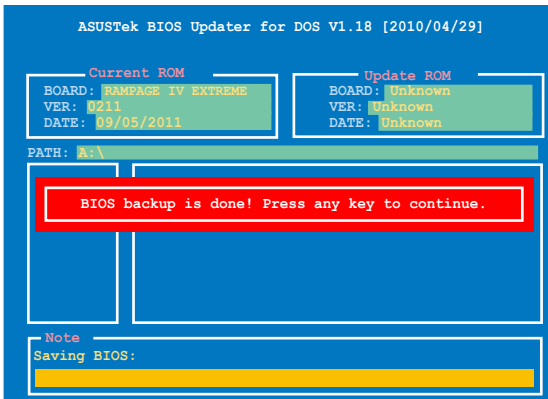 ASUSTek BIOS Updater for DOS V1.18 [2010/04/29]
Current ROM
BOARD: RAMPAGE IV EXTREME
VER: 0211
DATE: 09/05/2011
Update ROM
BOARD: Unknown
VER: Unknown
DATE: Unknown
PATH: A:\
BIOS backup is done! Press any key to continue.
Note
Saving BIOS: